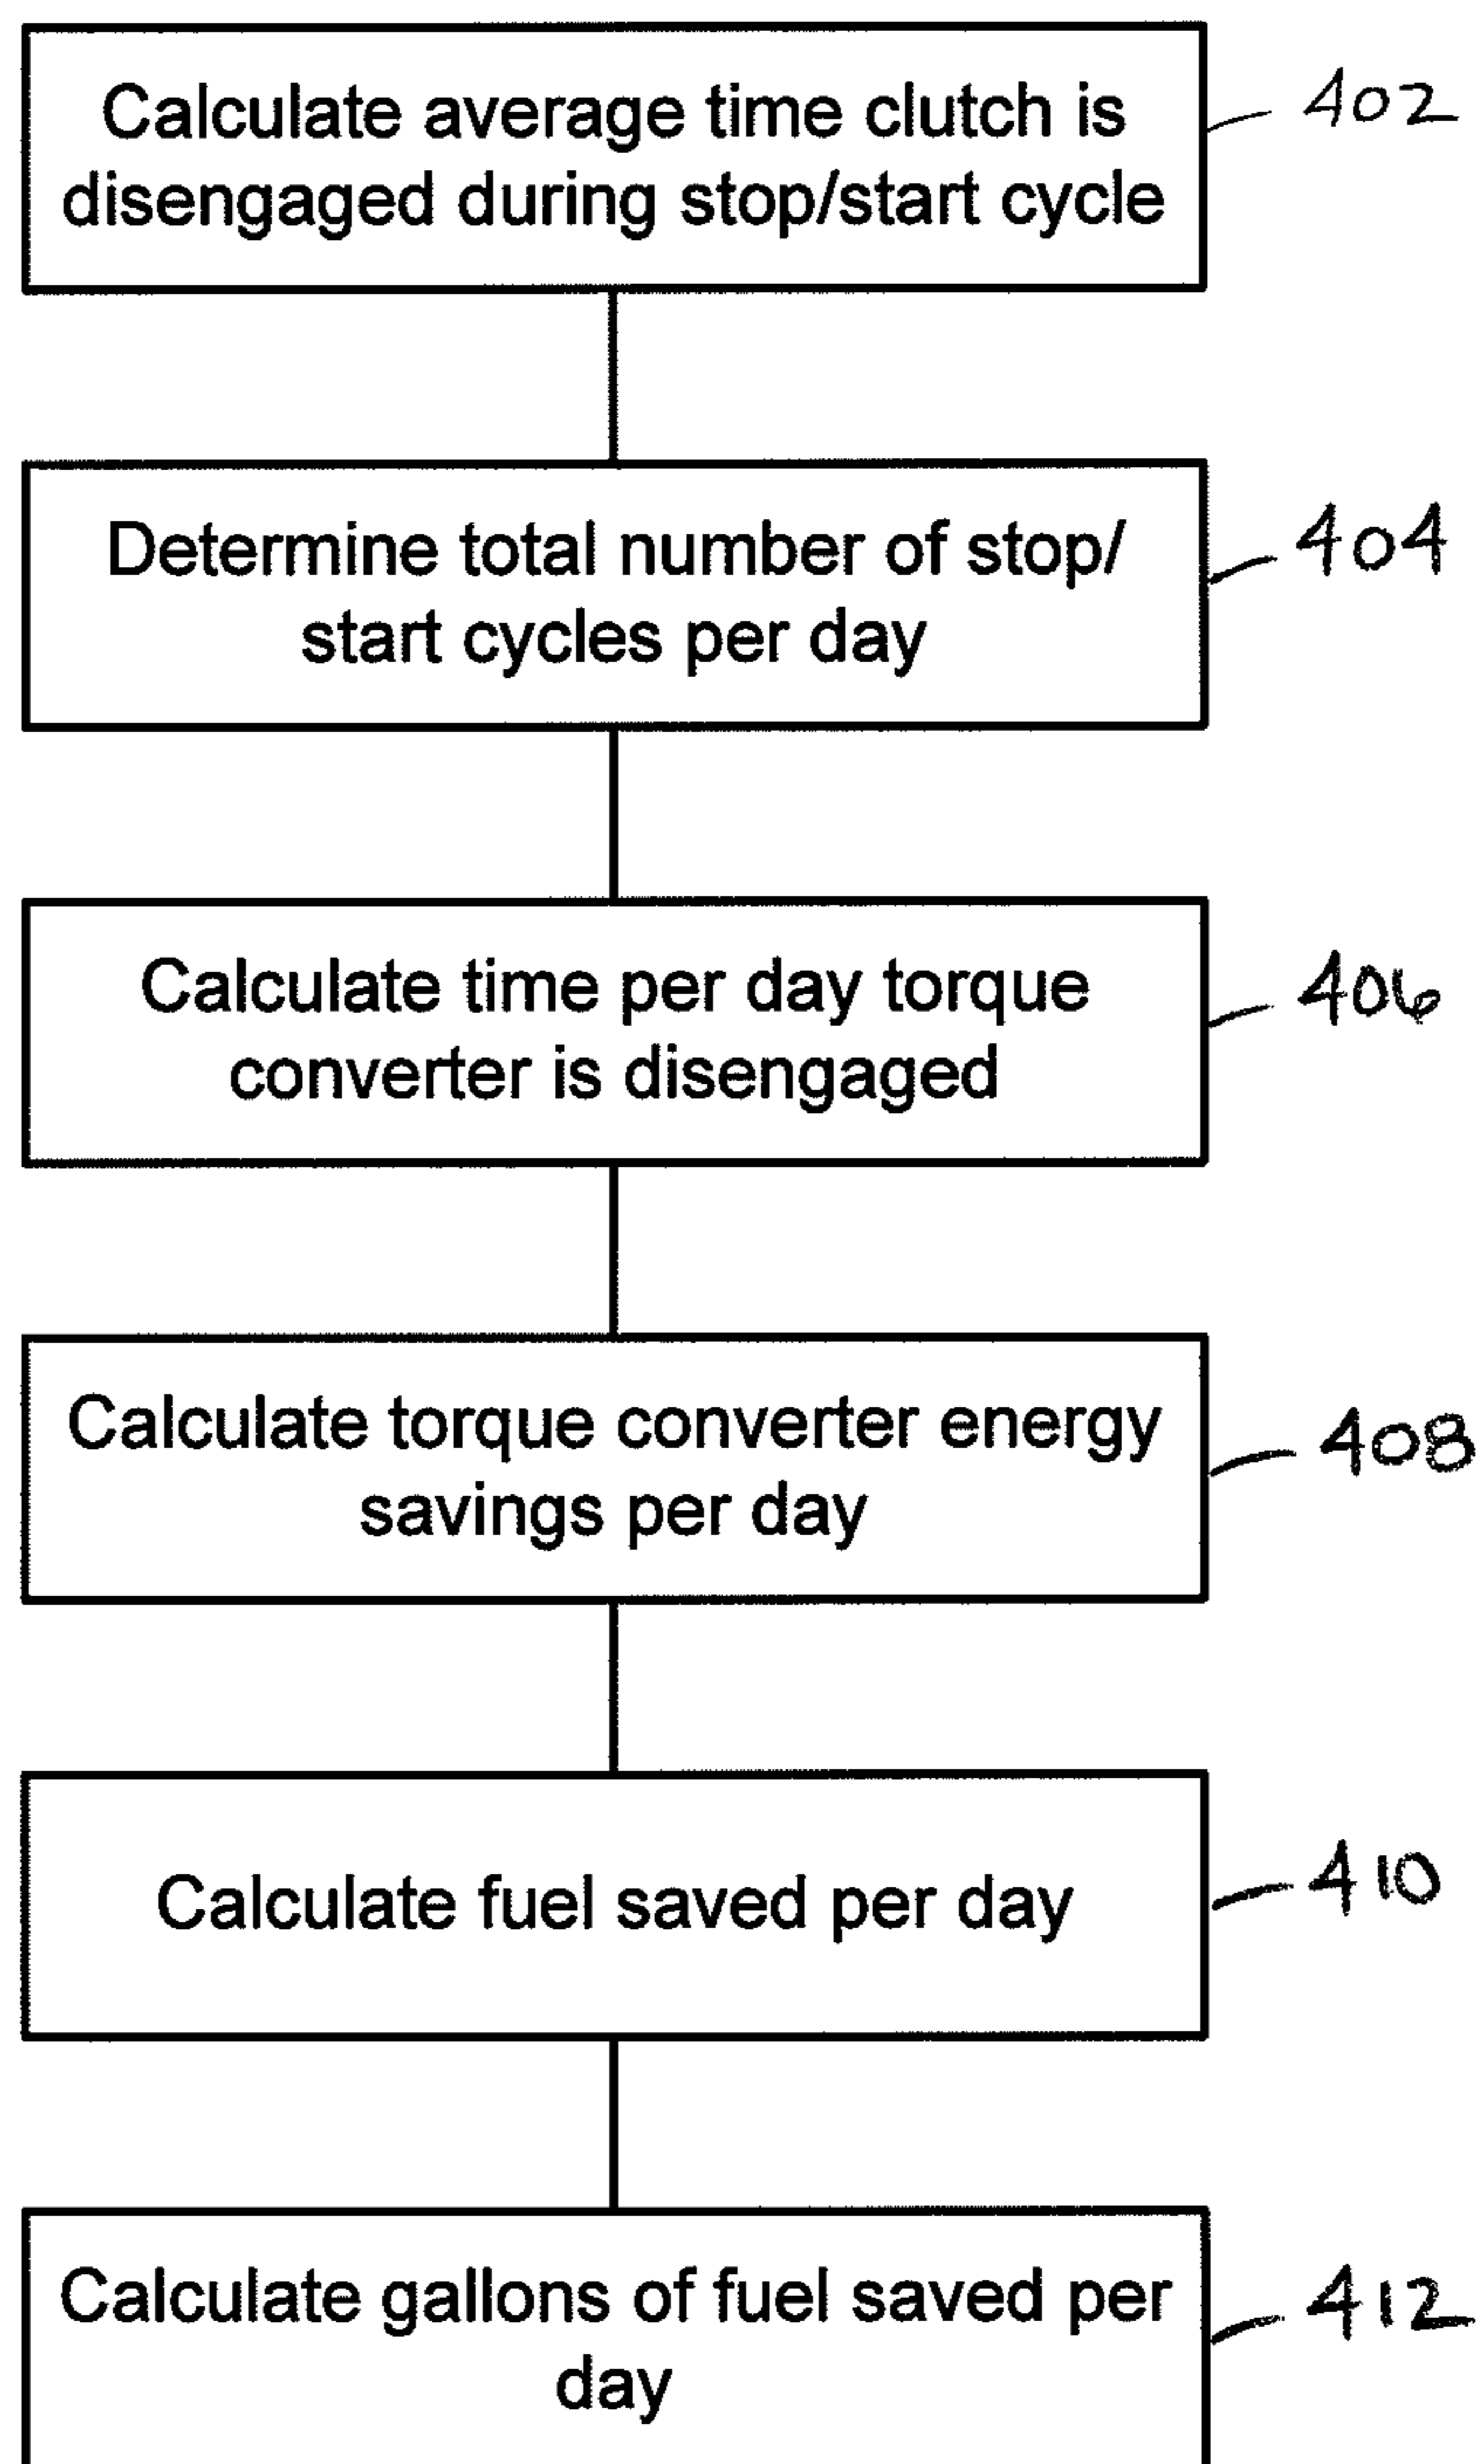 Calculate average time clutch is
disengaged during stop/start cycle
402
Determine total number of stop/
start cycles per day
404
Calculate time per day torque
converter is disengaged
406
Calculate torque converter energy
savings per day
408
Calculate fuel saved per day
410
Calculate gallons of fuel saved per
day
412